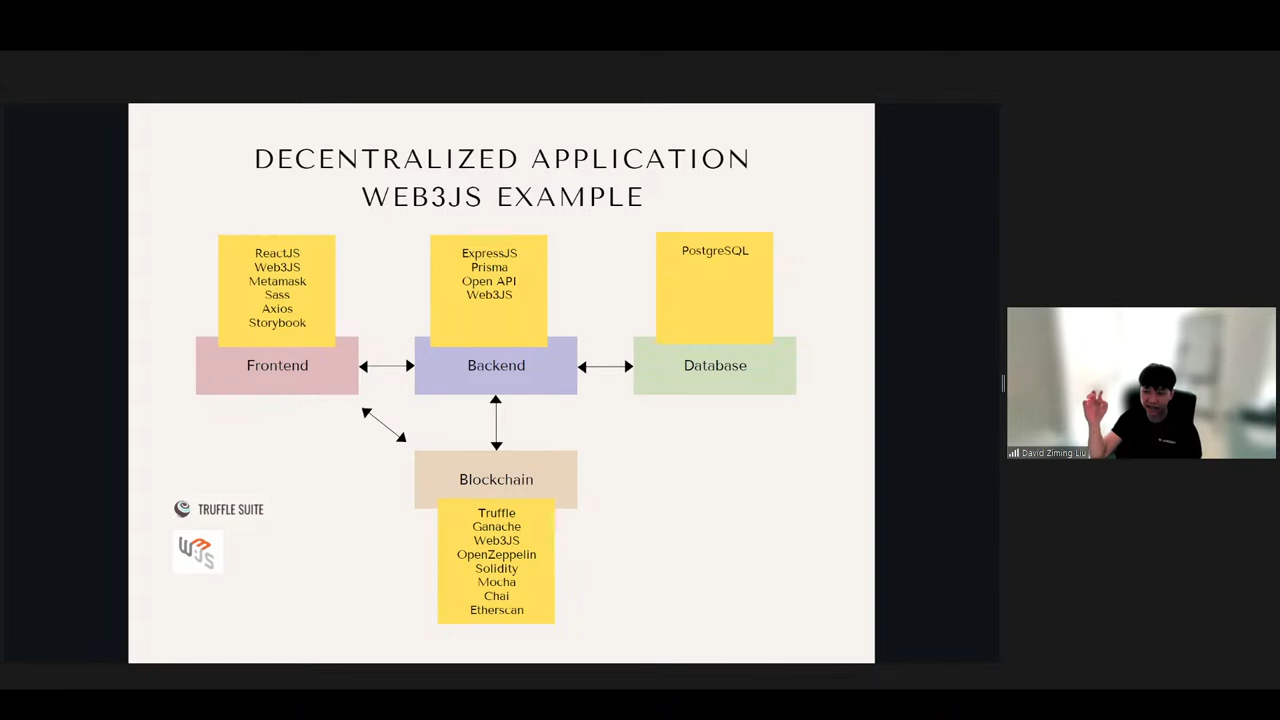 DECENTRALIZED APPLICATION
WEB3JS EXAMPLE
ReactJS
Web3JS
Metamask
Sass
Axios
Storybook
Frontend
ExpressJS
Prisma
Open API
Web3JS
Backend
PostgreSQL
Database
Blockchain
Truffle
Ganache
Web3JS
OpenZeppelin
Solidity
Mocha
Chai
Etherscan
TRUFFLE SUITE
W3JS
David Ziming Liu